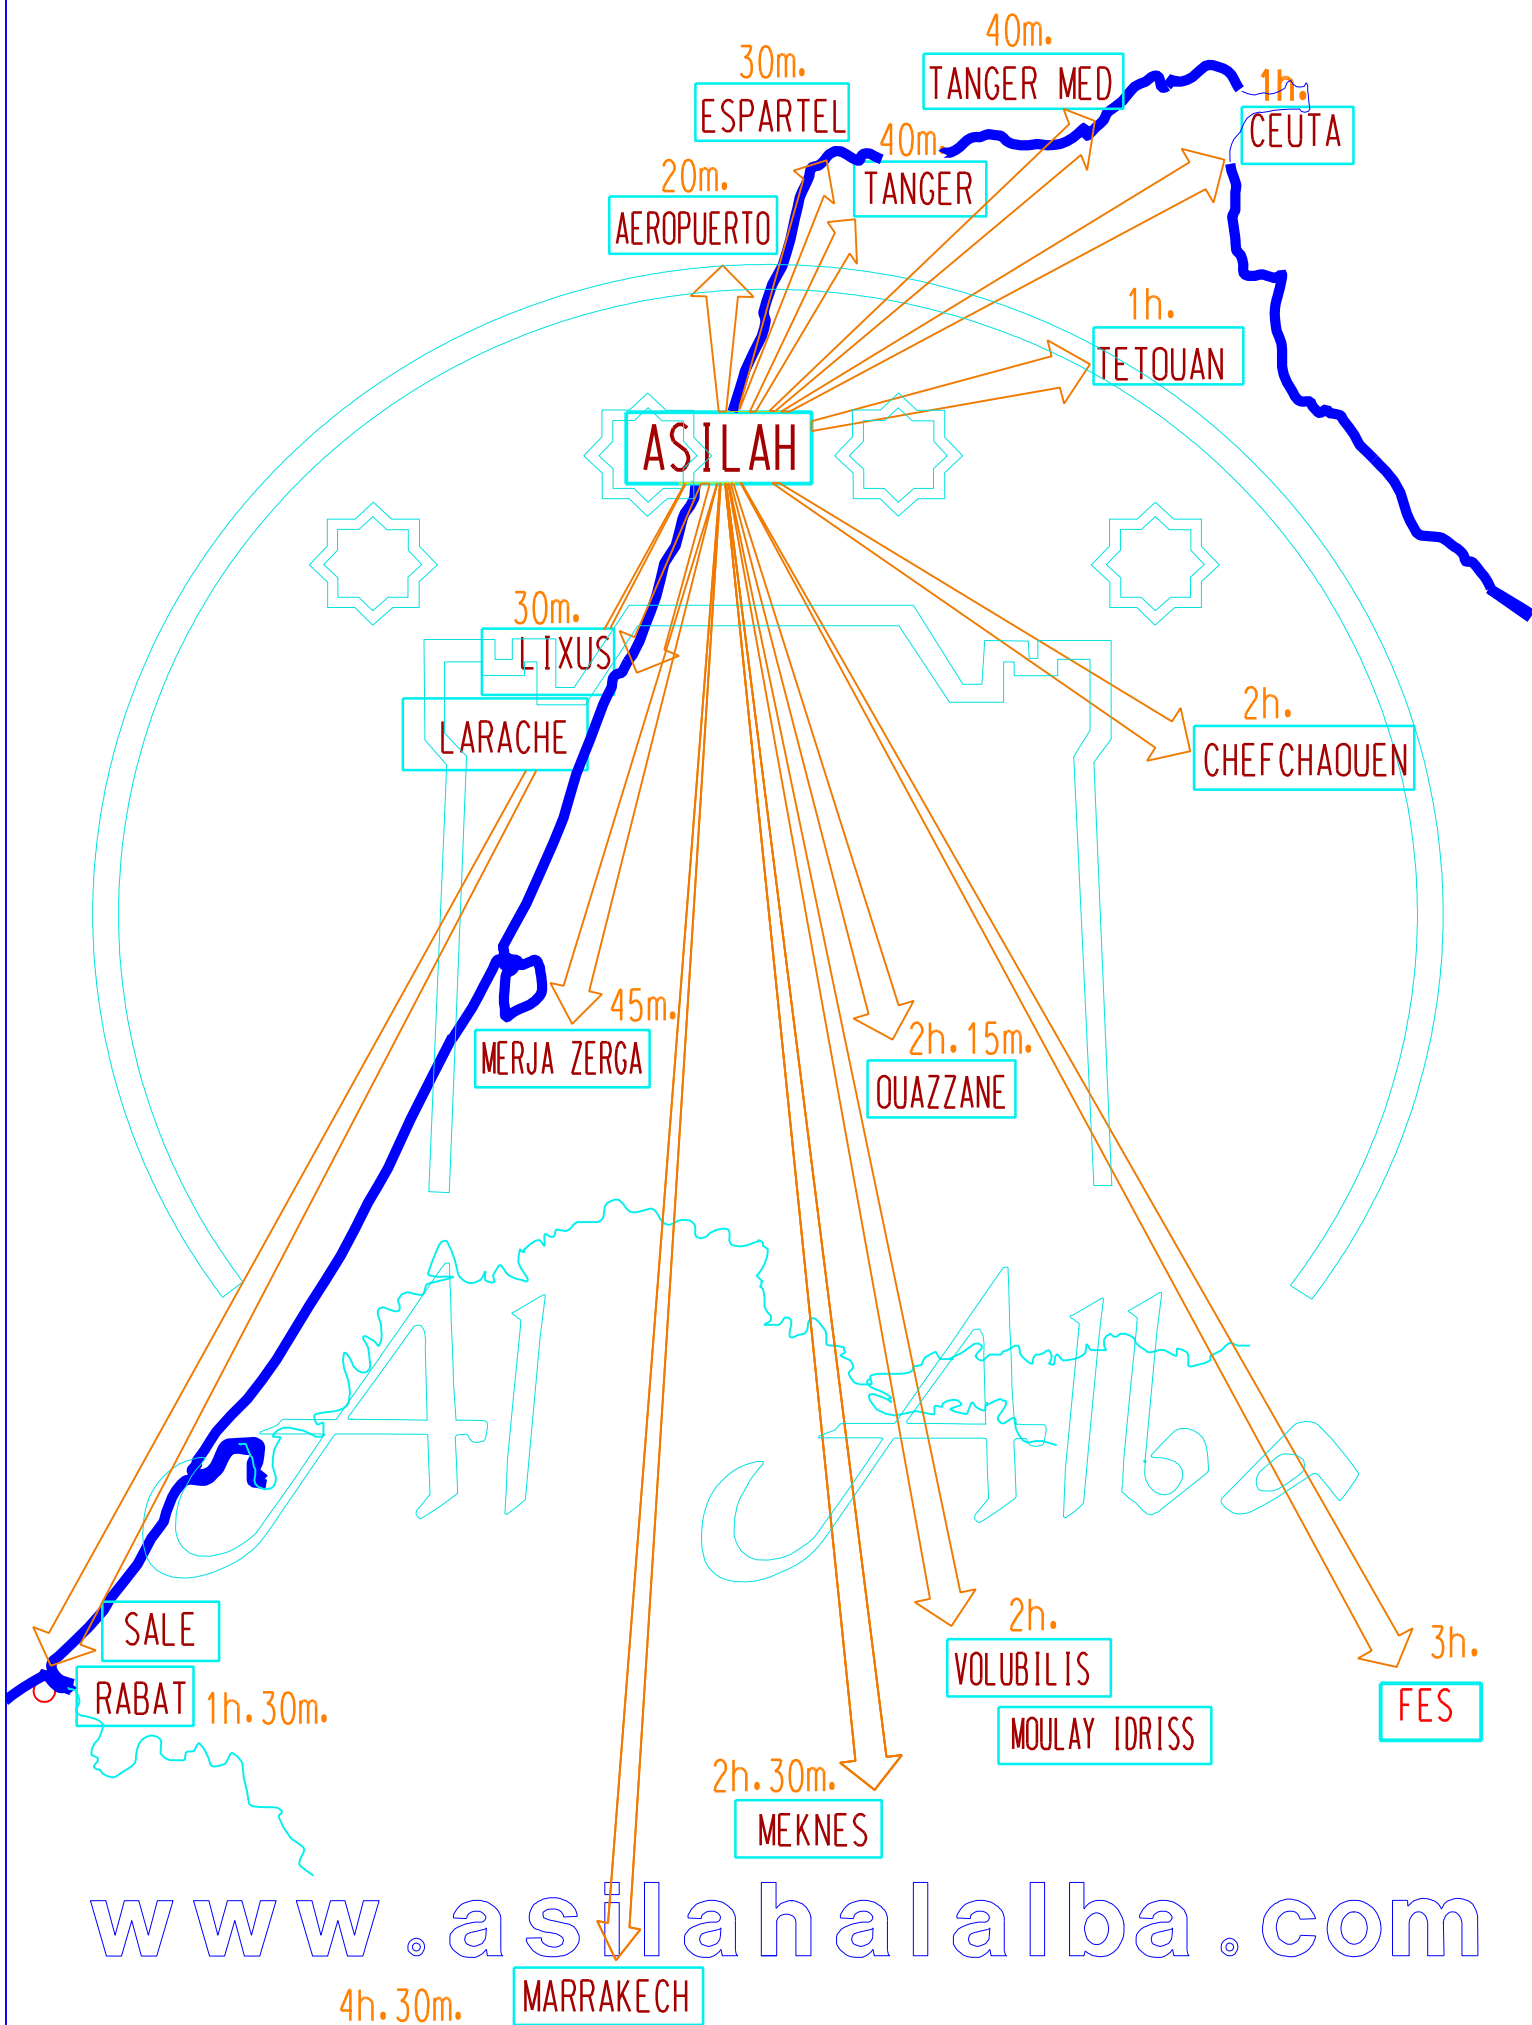 40m.
TANGER MED
30m.
ESPARTEL
1h.
CEUTA
40m.
TANGER
20m.
AEROPUERTO
1h.
TETOUAN
ASILAH
30m.
LIXUS
LARACHE
2h.
CHEFCHAOUEN
45m.
MERJA ZERGA
2h.15m.
OUAZZANE
Al Alba
SALE
RABAT
1h.30m.
2h.
VOLUBILIS
MOULAY IDRISS
3h.
FES
2h.30m.
MEKNES
www.asilahalalba.com
MARRAKECH
4h.30m.